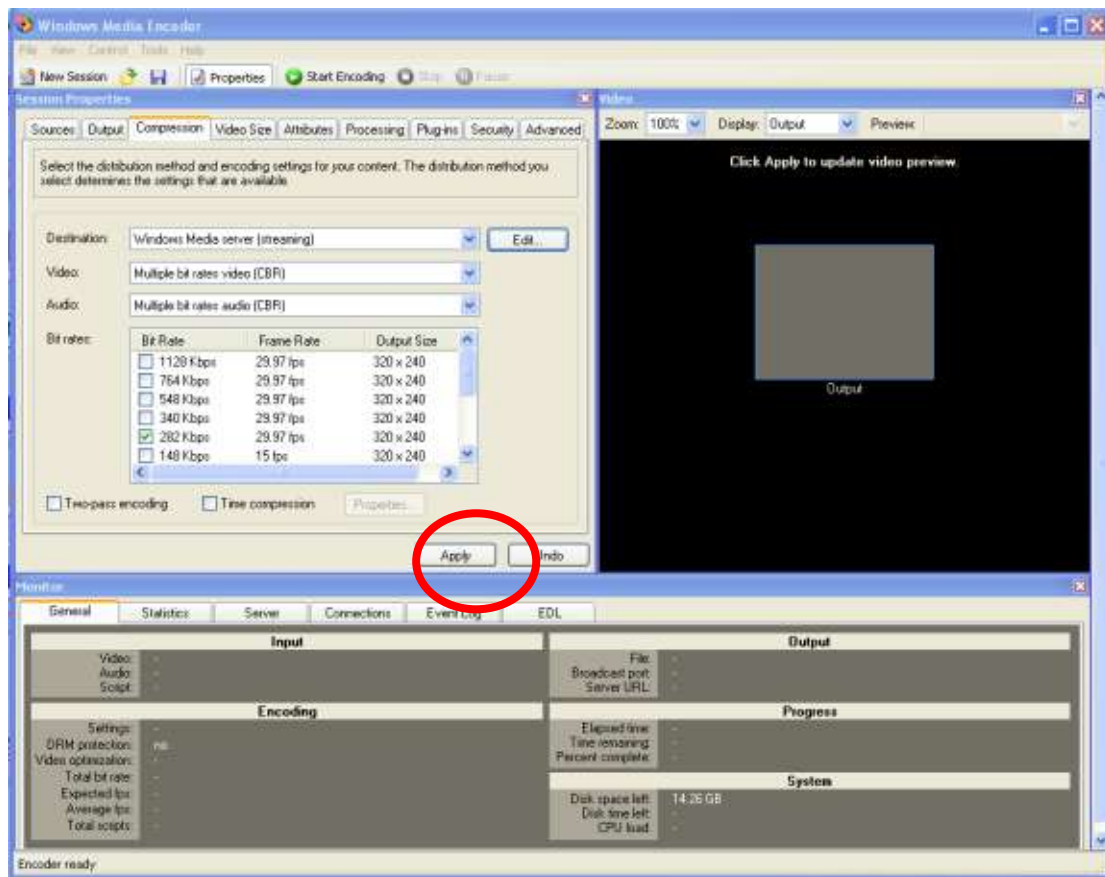 Windows Media Encoder
File View Control Tools Help
New Session Properties Start Encoding Stop Pause
Session Properties
Video
Sources Output Compression Video Size Attributes Processing Plug-ins Security Advanced
Zoom: 100% Display: Output Preview:
Select the distribution method and encoding settings for your content. The distribution method you
select determines the settings that are available.
Click Apply to update video preview
Destination: Windows Media server (streaming) Edit...
Video: Multiple bit rates video (CBR)
Audio: Multiple bit rates audio (CBR)
Bit rates: Bit Rate Frame Rate Output Size
1128 Kbps 29.97 fps 320 x 240
764 Kbps 29.97 fps 320 x 240
548 Kbps 29.97 fps 320 x 240
340 Kbps 29.97 fps 320 x 240
282 Kbps 29.97 fps 320 x 240
148 Kbps 15 fps 320 x 240
Output
Two-pass encoding Time compression Properties...
Apply Undo
Monitor
General Statistics Server Connections Event Log EDL
Input
Video: -
Audio: -
Script: -
Output
File: -
Broadcast port: -
Server URL: -
Encoding
Settings: -
DRM protection: no
Video optimization: -
Total bit rate: -
Expected fps: -
Average fps: -
Total scripts: -
Progress
Elapsed time: -
Time remaining: -
Percent complete: -
System
Disk space left: 14.26 GB
Disk time left: -
CPU load: -
Encoder ready